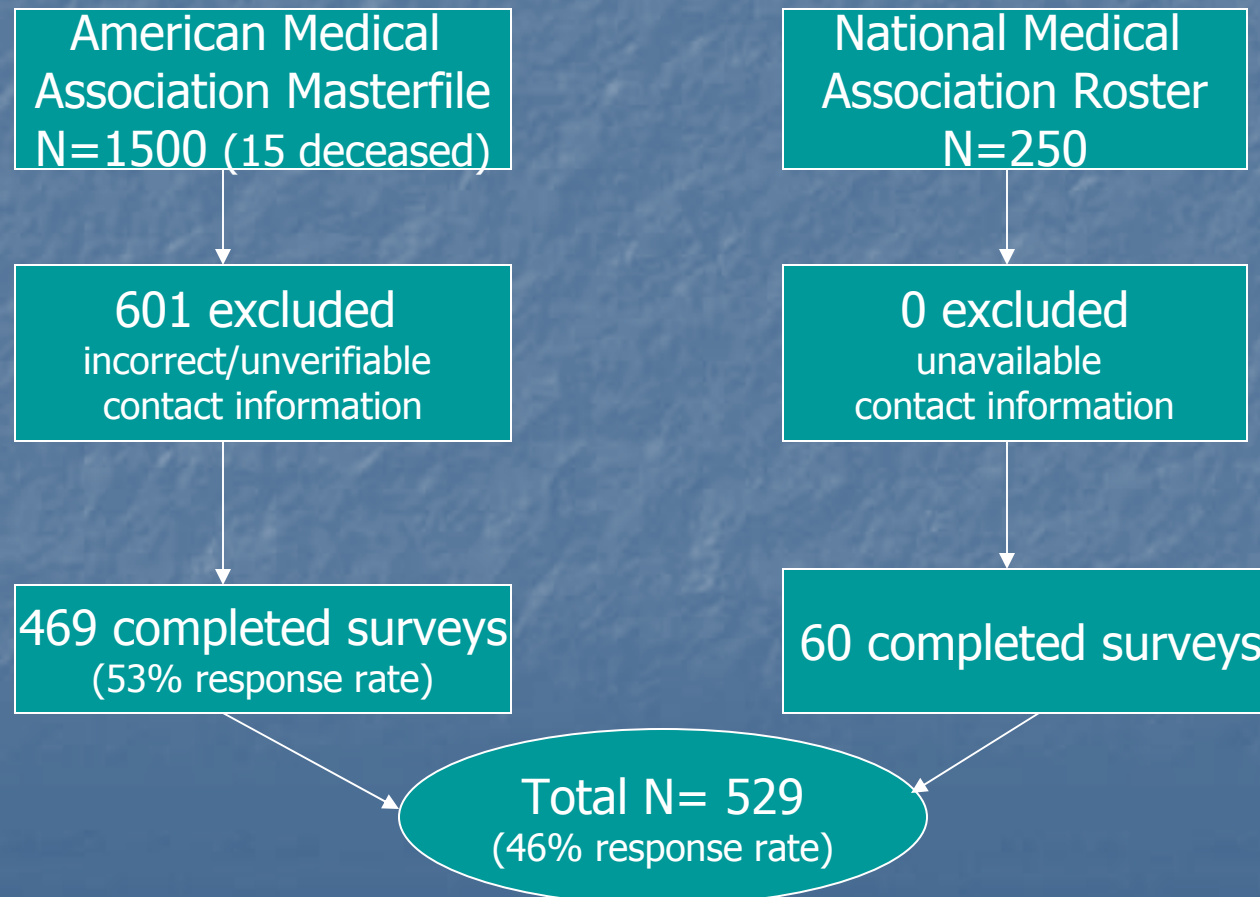 American Medical
Association Masterfile
N=1500 (15 deceased)
National Medical
Association Roster
N=250
601 excluded
incorrect/unverifiable
contact information
0 excluded
unavailable
contact information
469 completed surveys
(53% response rate)
60 completed surveys
Total N= 529
(46% response rate)